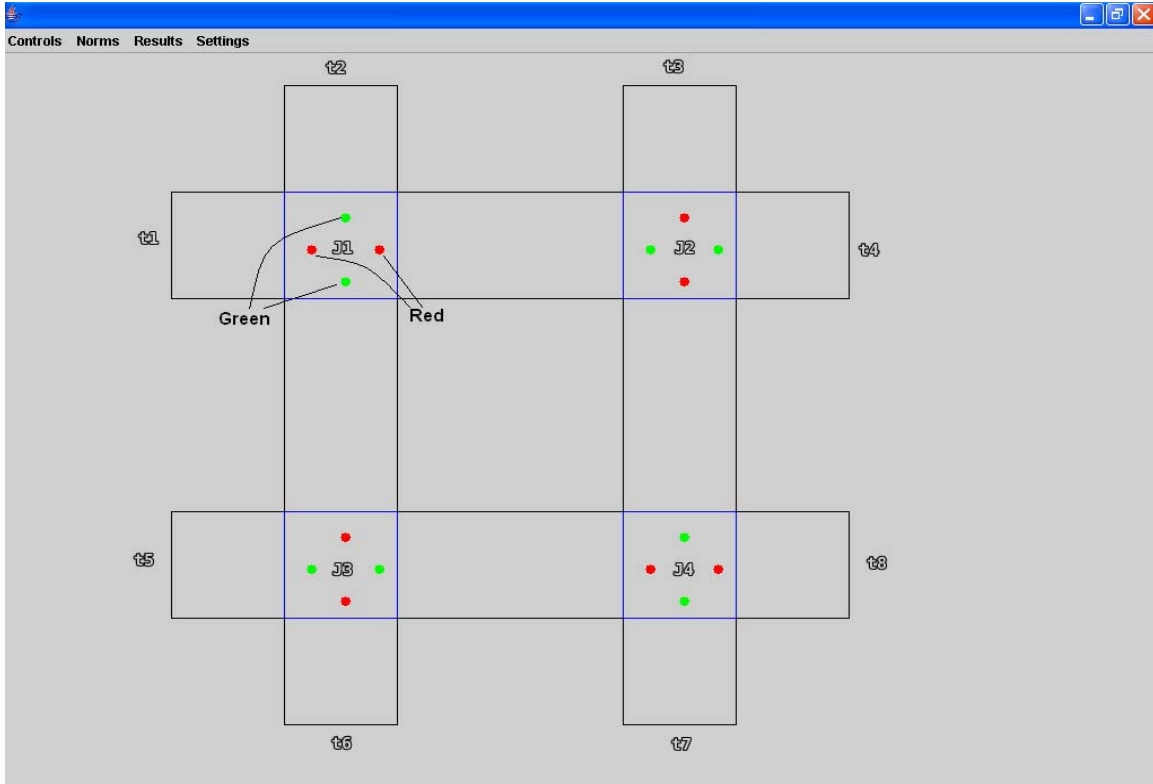 Controls Norms Results Settings
t2 t3
t1 J1 J2 t4
Green Red
t5 J3 J4 t8
t6 t7